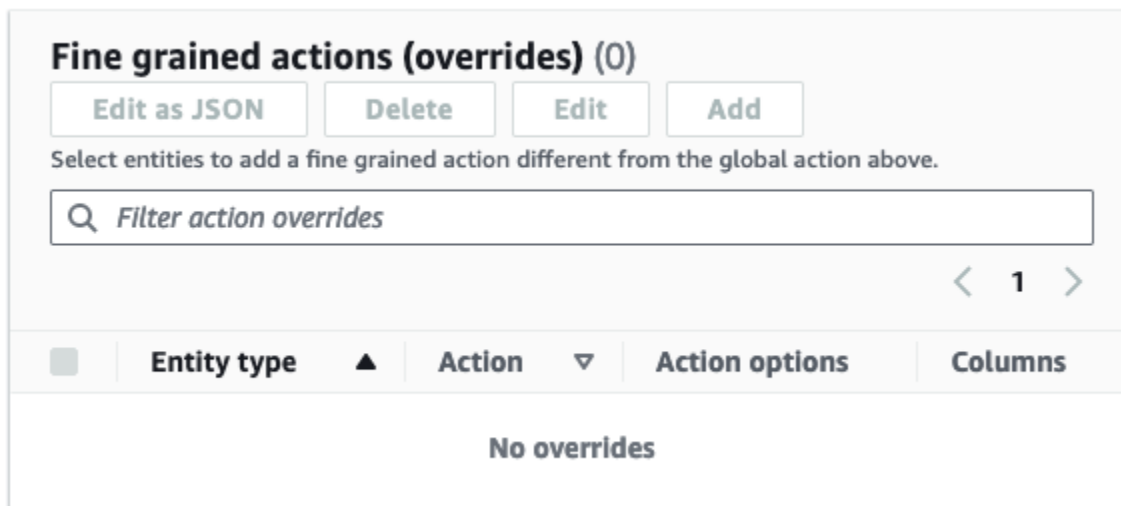 Fine grained actions (overrides) (0)
Edit as JSON Delete Edit Add
Select entities to add a fine grained action different from the global action above.
Filter action overrides
1
Entity type Action Action options Columns
No overrides